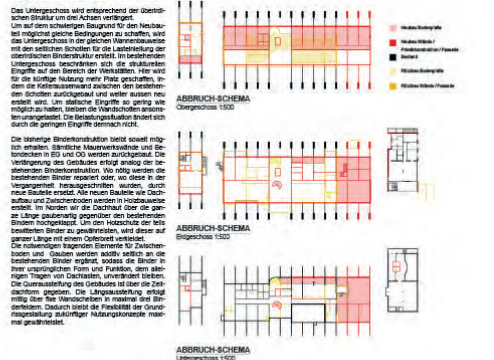 Das Untergeschoss wird entsprechend der oberirdi-
schen Struktur um drei Achsen verlängert.
Um auf dem schwierigen Baugrund für den Neubau-
teil möglichst gleiche Bedingungen zu schaffen, wird
das Untergeschoss in der gleichen Wannenbauweise
mit den seitlichen Schotten für die Lasteinleitung der
oberirdischen Binderstruktur erstellt. Im bestehenden
Untergeschoss beschränken sich die strukturellen
Eingriffe auf den Bereich der Werkstätten. Hier wird
für die künftige Nutzung mehr Platz geschaffen, in-
dem die Kelleraussenwand zwischen den bestehen-
den Schotten zurückgebaut und weiter aussen neu
erstellt wird. Um statische Eingriffe so gering wie
möglich zu halten, bleiben die Wandschotten ansons-
ten unangetastet. Die Belastungssituation ändert sich
durch die geringen Eingriffe demnach nicht.
Die bisherige Binderkonstruktion bleibt soweit mög-
lich erhalten. Sämtliche Mauerwerkswände und Be-
tondecken in EG und OG werden zurückgebaut. Die
Verlängerung des Gebäudes erfolgt analog der be-
stehenden Binderkonstruktion. Wo nötig werden die
bestehenden Binder repariert oder, wo diese in der
Vergangenheit herausgeschnitten wurden, durch
neue Bauteile ersetzt. Alle neuen Bauteile wie Dach-
aufbau und Zwischenboden werden in Holzbauweise
erstellt. Im Norden wir die Dachhaut über die gan-
ze Länge gaubenartig gegenüber den bestehenden
Bindern hochgeklappt. Um den Holzschutz der teils
bewitterten Binder zu gewährleisten, wird dieser auf
ganzer Länge mit einem Opferbrett verkleidet.
Die notwendigen tragenden Elemente für Zwischen-
boden und Gauben werden additiv seitlich an die
bestehenden Binder ergänzt, sodass die Binder in
ihrer ursprünglichen Form und Funktion, dem allei-
nigen Tragen von Dachlasten, unverändert bleiben.
Die Queraussteifung des Gebäudes ist über die Zelt-
dachform gegeben. Die Längsaussteifung erfolgt
mittig über fixe Wandscheiben in maximal drei Bin-
derfeldern. Dadurch bleibt die Flexibilität der Grund-
rissgestaltung zukünftiger Nutzungskonzepte maxi-
mal gewährleistet.
ABBRUCH-SCHEMA
Obergeschoss 1:500
ABBRUCH-SCHEMA
Erdgeschoss 1:500
ABBRUCH-SCHEMA
Untergeschoss 1:500
Neubau Bodenplatte
Neubau Wände /
Primärkonstruktion / Fassade
Bestand
Rückbau Bodenplatte
Rückbau Wände / Fassade